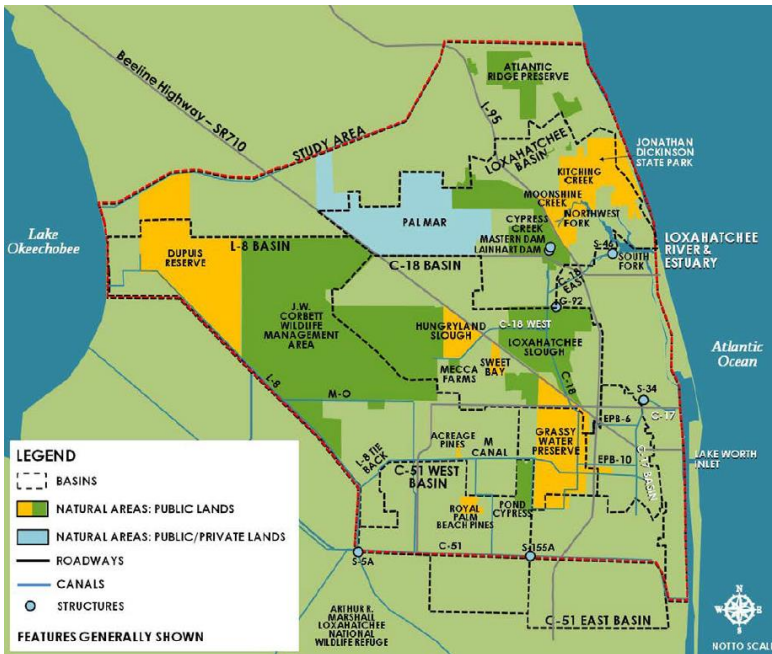 ATLANTIC
RIDGE PRESERVE
Beeline Highway – SR710
I-95
STUDY AREA
LOXAHATCHEE
BASIN
JONATHAN
DICKINSON
STATE PARK
KITCHING
CREEK
MOONSHINE
CREEK
NORTHWEST
FORK
PALMAR
CYPRESS
CREEK
MASTERN DAM
LAINHART DAM
S-46
SOUTH
FORK
LOXAHATCHEE
RIVER &
ESTUARY
Lake
Okeechobee
DUPUIS
RESERVE
L-8 BASIN
C-18 BASIN
C-18
EAST
G-92
J.W.
CORBETT
WILDLIFE
MANAGEMENT
AREA
HUNGRYLAND
SLOUGH
C-18 WEST
LOXAHATCHEE
SLOUGH
Atlantic
Ocean
MECCA
FARMS
SWEET
BAY
C-18
L-8
M-O
S-34
C-17
EPB-6
GRASSY
WATER
PRESERVE
ACREAGE
PINES
M
CANAL
L-8 TIE
BACK
C-51 WEST
BASIN
EPB-10
C-17 BASIN
LAKE WORTH
INLET
ROYAL
PALM
BEACH PINES
POND
CYPRESS
C-51
S-155A
S-5A
C-51 EAST BASIN
ARTHUR R.
MARSHALL
LOXAHATCHEE
NATIONAL
WILDLIFE REFUGE
LEGEND
BASINS
NATURAL AREAS: PUBLIC LANDS
NATURAL AREAS: PUBLIC/PRIVATE LANDS
ROADWAYS
CANALS
STRUCTURES
FEATURES GENERALLY SHOWN
N
W
E
S
NOT TO SCALE